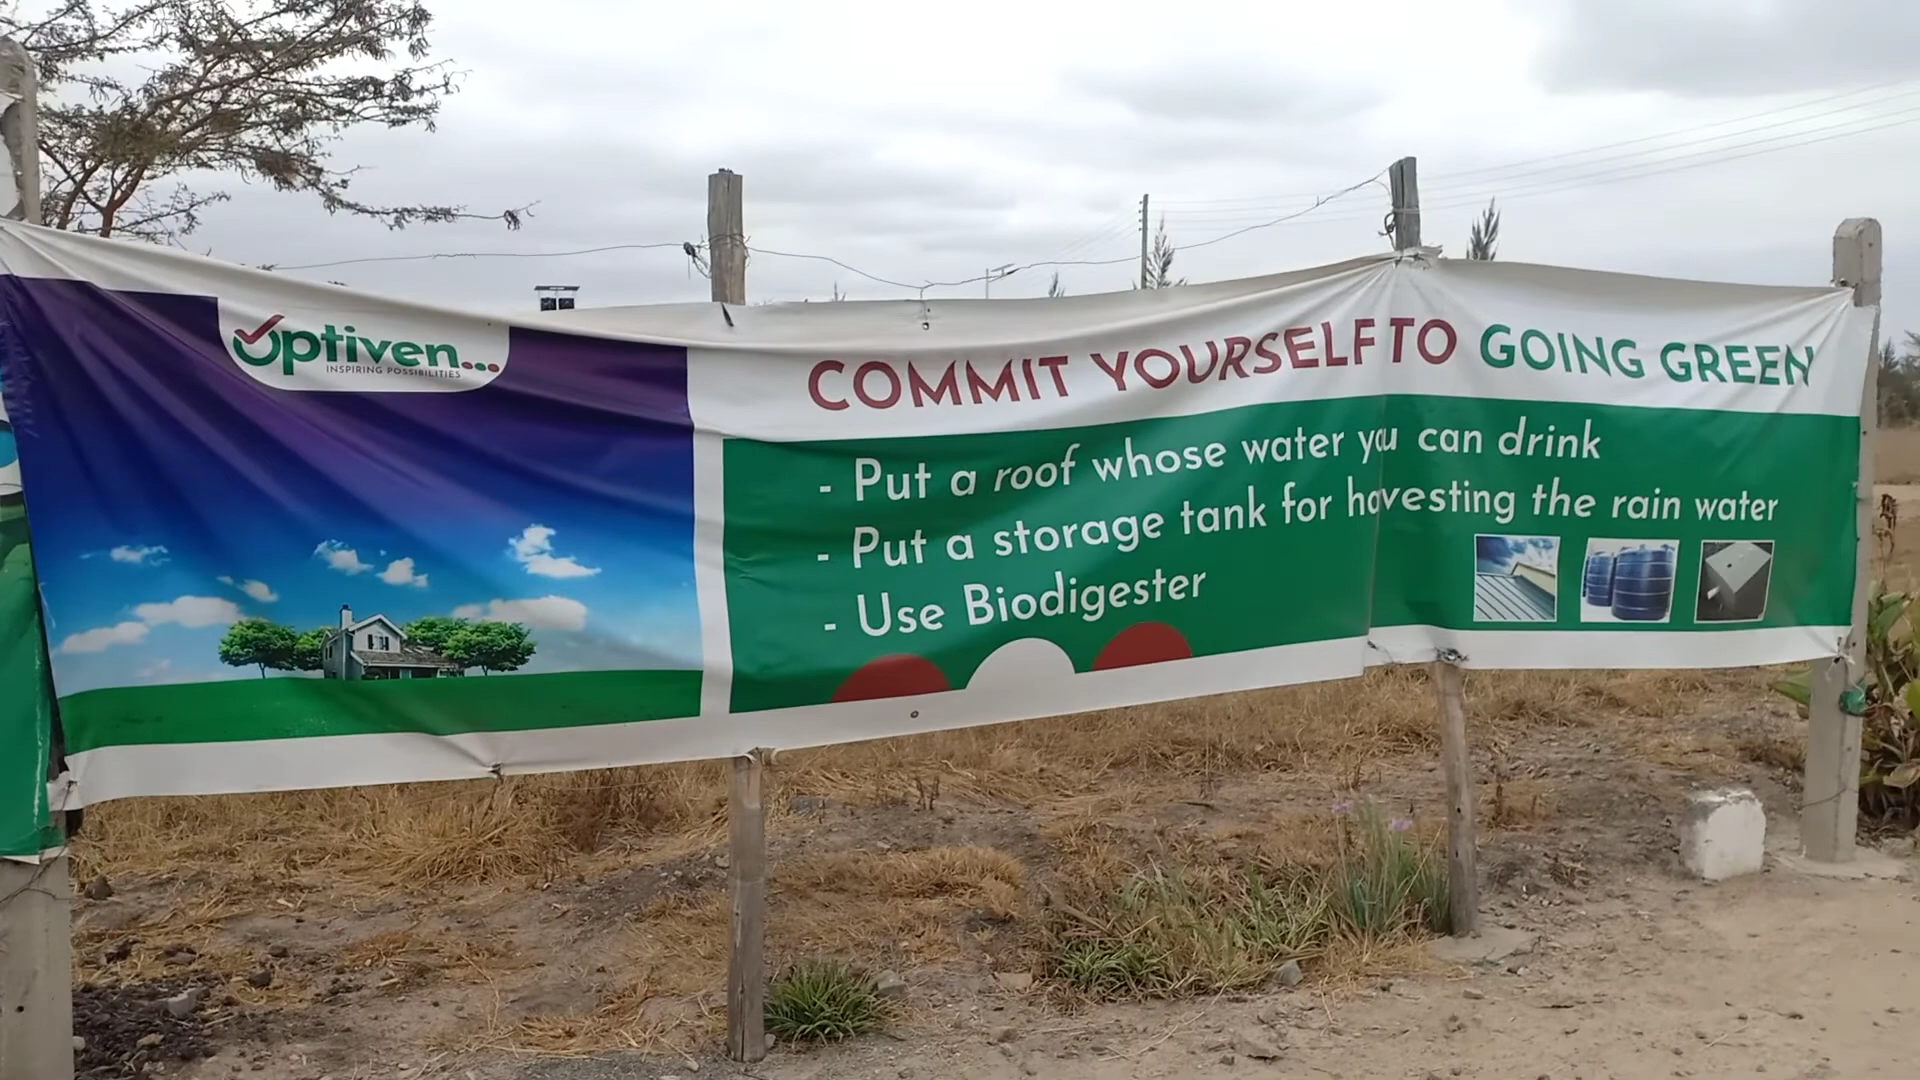 Optiven...
INSPIRING POSSIBILITIES
COMMIT YOURSELF TO GOING GREEN
- Put a roof whose water you can drink
- Put a storage tank for havesting the rain water
- Use Biodigester